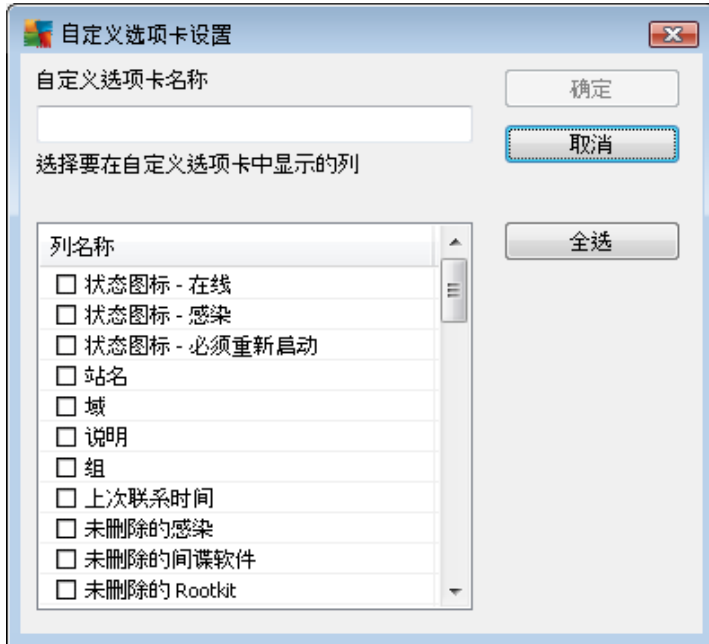 自定义选项卡设置
自定义选项卡名称
确定
取消
选择要在自定义选项卡中显示的列
全选
列名称
状态图标 - 在线
状态图标 - 感染
状态图标 - 必须重新启动
站名
域
说明
组
上次联系时间
未删除的感染
未删除的间谍软件
未删除的 Rootkit